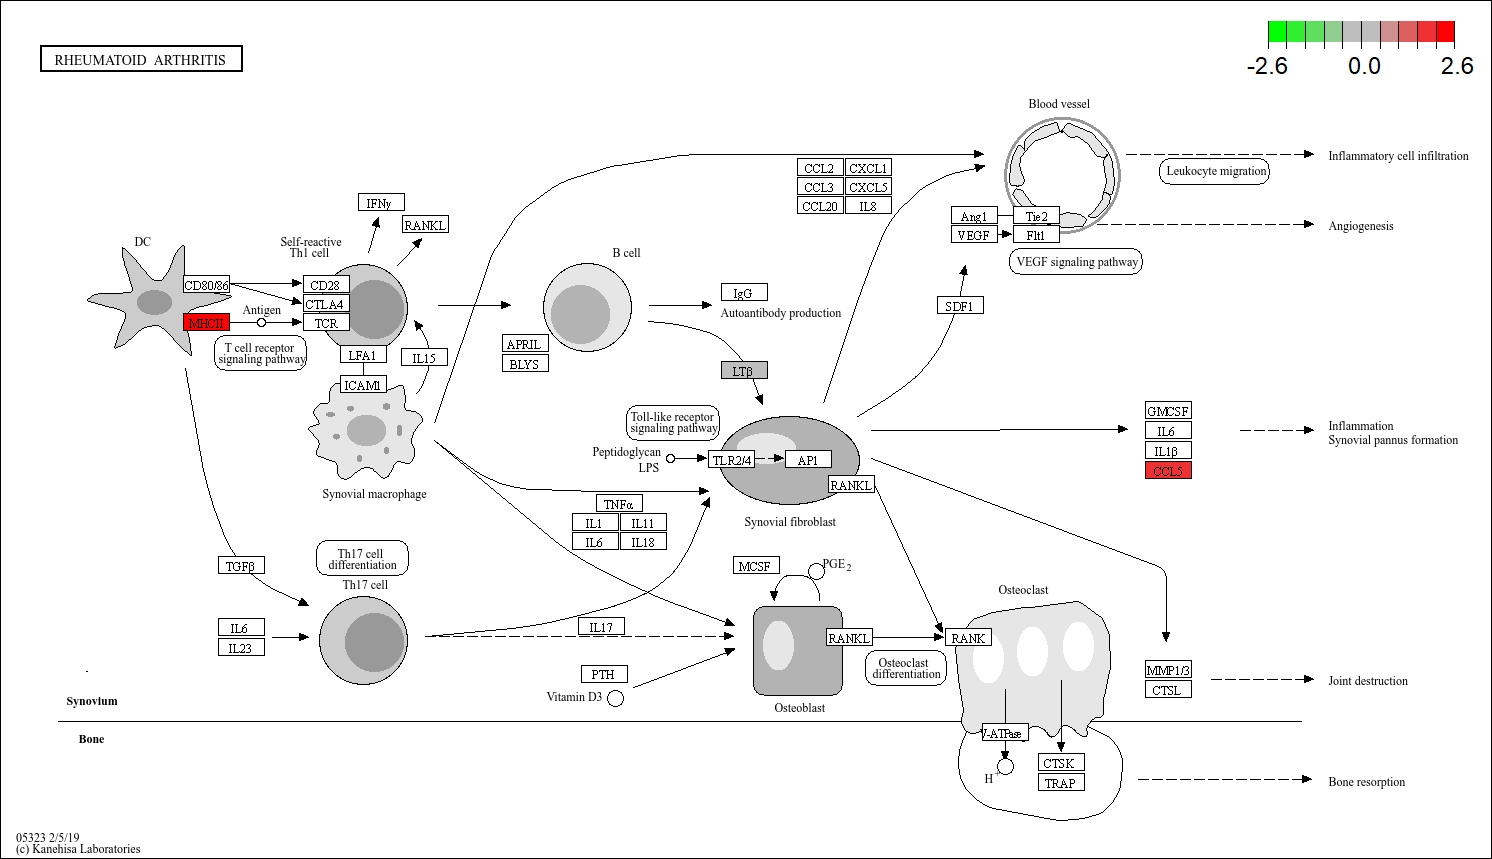 RHEUMATOID ARTHRITIS
-2.6 0.0 2.6
Blood vessel
CCL2 CXCL1
CCL3 CXCL5
CCL20 IL8
Inflammatory cell infiltration
Leukocyte migration
IFNγ
RANKL
Ang1 Tie2
VEGF Flt1
Angiogenesis
VEGF signaling pathway
DC
Self-reactive
Th1 cell
B cell
CD80/86
CD28
CTLA4
MHCII
Antigen
TCR
T cell receptor
signaling pathway
LFA1
IL15
ICAM1
IgG
Autoantibody production
SDF1
APRIL
BLYS
LTβ
Toll-like receptor
signaling pathway
Peptidoglycan
LPS
TLR2/4
AP1
RANKL
GMCSF
IL6
IL1β
CCL5
Inflammation
Synovial pannus formation
Synovial macrophage
TNFα
IL1 IL11
IL6 IL18
Synovial fibroblast
TGFβ
Th17 cell
differentiation
Th17 cell
MCSF
PGE2
Osteoclast
IL6
IL23
IL17
RANKL
RANK
Osteoclast
differentiation
PTH
Vitamin D3
Osteoblast
MMP1/3
CTSL
Joint destruction
.
Synovium
Bone
V-ATPase
H+
CTSK
TRAP
Bone resorption
05323 2/5/19
(c) Kanehisa Laboratories